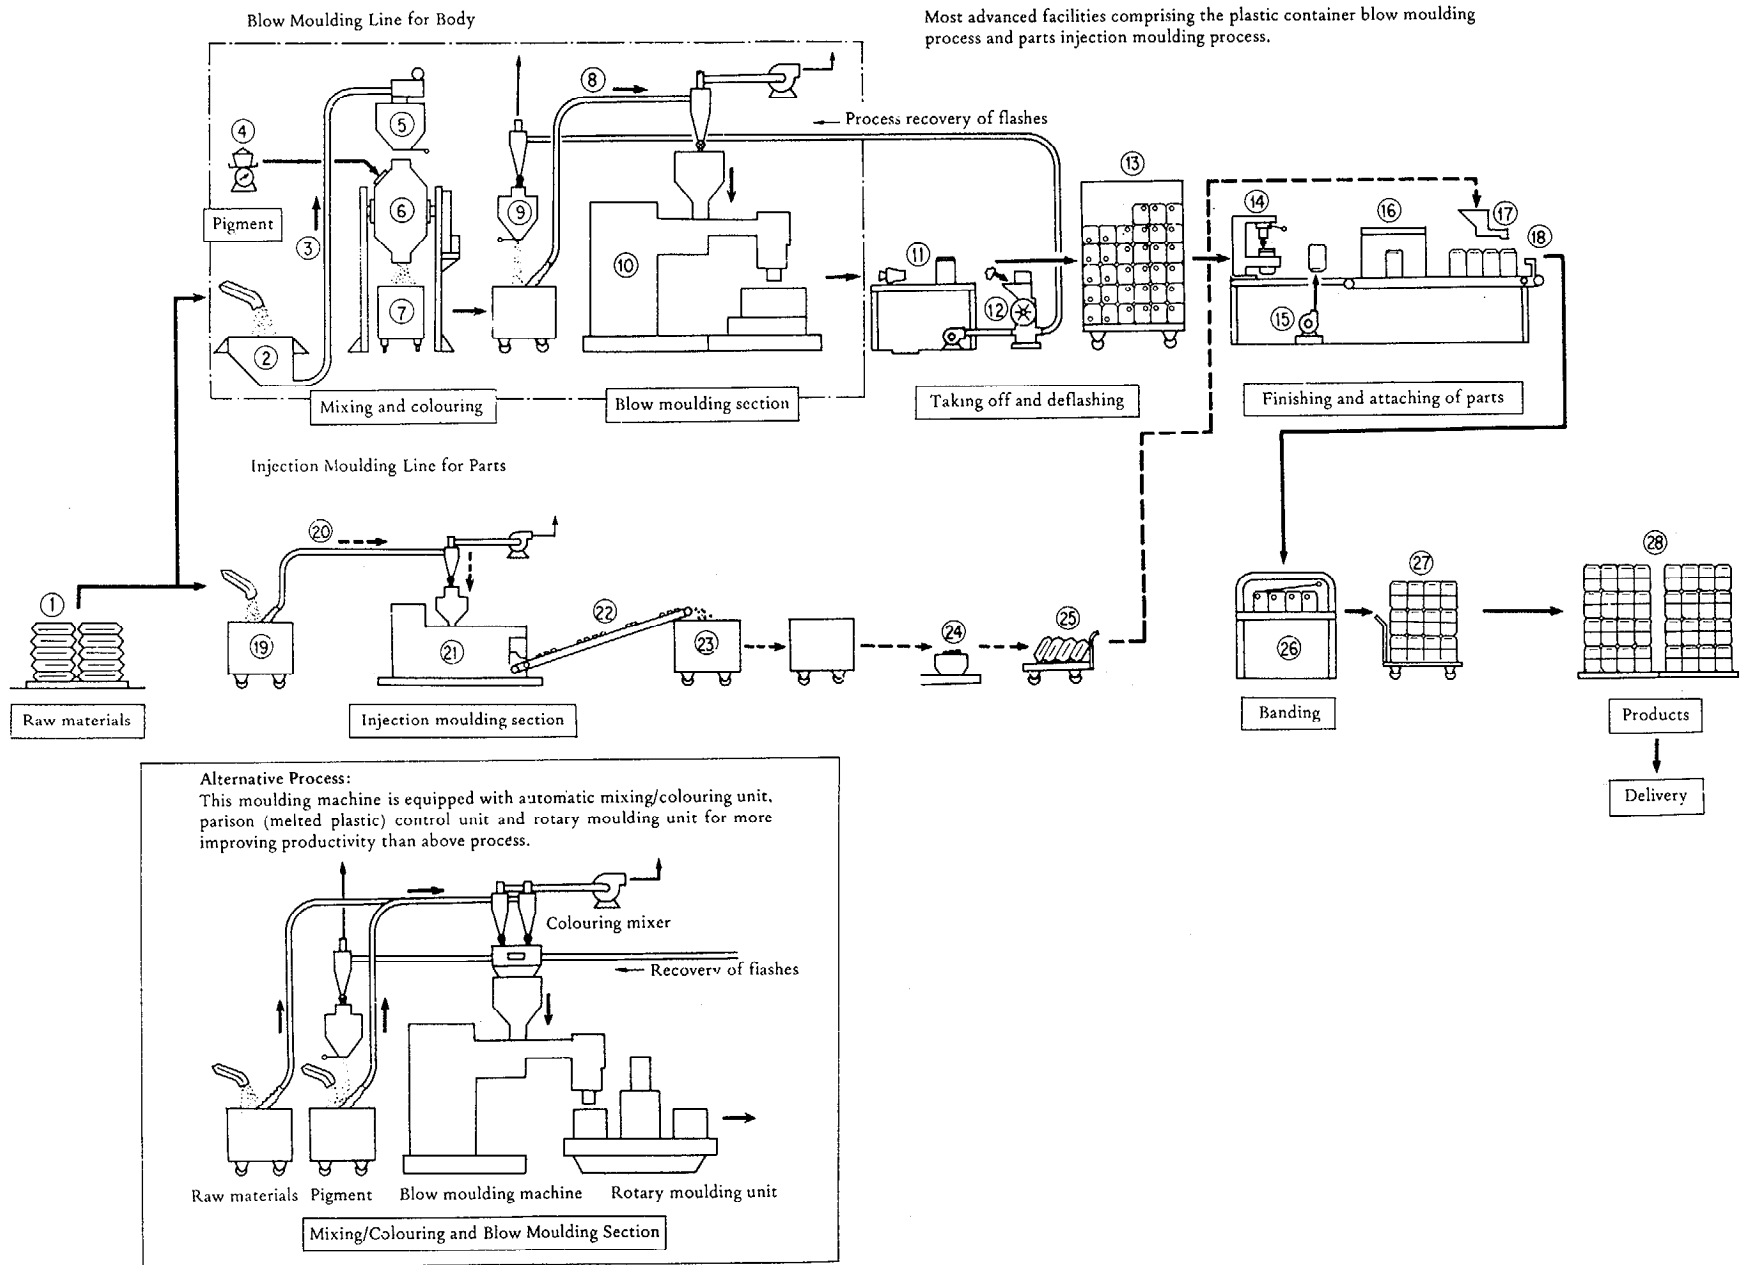 Blow Moulding Line for Body
Most advanced facilities comprising the plastic container blow moulding
process and parts injection moulding process.
8
Process recovery of flashes
4
5
13
14
16
17
18
6
9
Pigment
3
10
11
12
15
7
2
Mixing and colouring
Blow moulding section
Taking off and deflashing
Finishing and attaching of parts
Injection Moulding Line for Parts
20
28
27
1
22
25
24
19
21
23
26
Raw materials
Injection moulding section
Banding
Products
Delivery
Alternative Process:
This moulding machine is equipped with automatic mixing/colouring unit,
parison (melted plastic) control unit and rotary moulding unit for more
improving productivity than above process.
Colouring mixer
Recovery of flashes
Raw materials
Pigment
Blow moulding machine
Rotary moulding unit
Mixing/Colouring and Blow Moulding Section